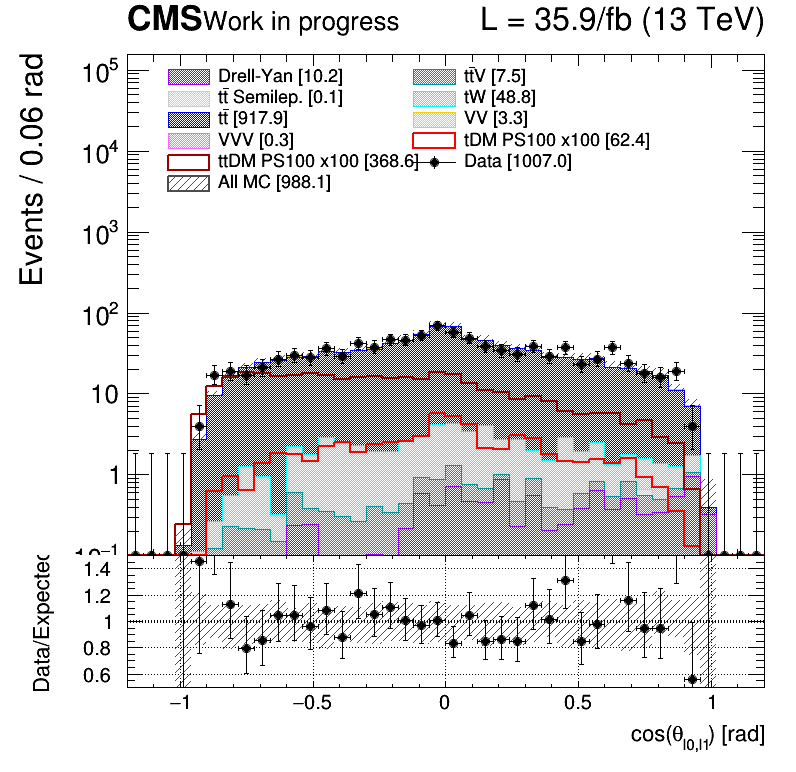 CMS Work in progress L = 35.9/fb (13 TeV)
Events / 0.06 rad
10⁵
10⁴
10³
10²
10
1
10⁻¹
Drell-Yan [10.2] tt̄V [7.5]
tt̄ Semilep. [0.1] tW [48.8]
tt̄ [917.9] VV [3.3]
VVV [0.3] tDM PS100 x100 [62.4]
ttDM PS100 x100 [368.6] Data [1007.0]
All MC [988.1]
Data/Expected
1.4
1.2
1
0.8
0.6
−1 −0.5 0 0.5 1
cos(θ_l0,l1) [rad]